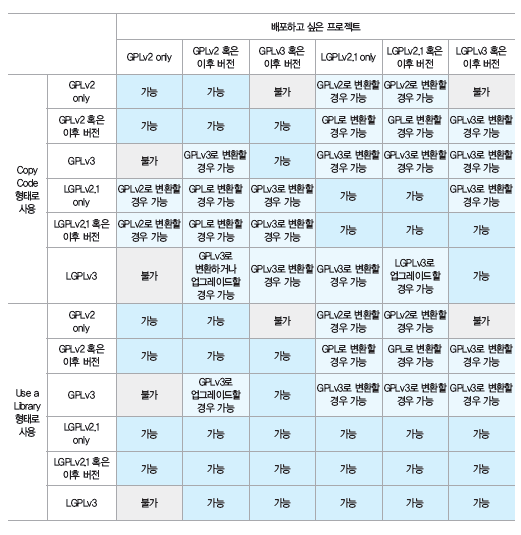 배포하고 싶은 프로젝트
GPLv2 only
GPLv2 혹은
이후 버전
GPLv3 혹은
이후 버전
LGPLv2.1 only
LGPLv2.1 혹은
이후 버전
LGPLv3 혹은
이후 버전
Copy
Code
형태로
사용
GPLv2
only
가능
가능
불가
GPLv2로 변환할
경우 가능
GPLv2로 변환할
경우 가능
불가
GPLv2 혹은
이후 버전
가능
가능
가능
GPL로 변환할
경우 가능
GPL로 변환할
경우 가능
GPLv3로 변환할
경우 가능
GPLv3
불가
GPLv3로 변환할
경우 가능
가능
GPLv3로 변환할
경우 가능
GPLv3로 변환할
경우 가능
GPLv3로 변환할
경우 가능
LGPLv2.1
only
GPLv2로 변환할
경우 가능
GPL로 변환할
경우 가능
GPLv3로 변환할
경우 가능
가능
가능
GPLv3로 변환할
경우 가능
LGPLv2.1 혹은
이후 버전
GPLv2로 변환할
경우 가능
GPL로 변환할
경우 가능
GPLv3로 변환할
경우 가능
가능
가능
가능
LGPLv3
불가
GPLv3로
변환하거나
업그레이드할
경우 가능
GPLv3로 변환할
경우 가능
GPLv3로 변환할
경우 가능
LGPLv3로
업그레이드할
경우 가능
가능
Use a
Library
형태로
사용
GPLv2
only
가능
가능
불가
GPLv2로 변환할
경우 가능
GPLv2로 변환할
경우 가능
불가
GPLv2 혹은
이후 버전
가능
가능
가능
GPL로 변환할
경우 가능
GPL로 변환할
경우 가능
GPLv3로 변환할
경우 가능
GPLv3
불가
GPLv3로
업그레이드할
경우 가능
가능
GPLv3로 변환할
경우 가능
GPLv3로 변환할
경우 가능
GPLv3로 변환할
경우 가능
LGPLv2.1
only
가능
가능
가능
가능
가능
가능
LGPLv2.1 혹은
이후 버전
가능
가능
가능
가능
가능
가능
LGPLv3
불가
가능
가능
가능
가능
가능